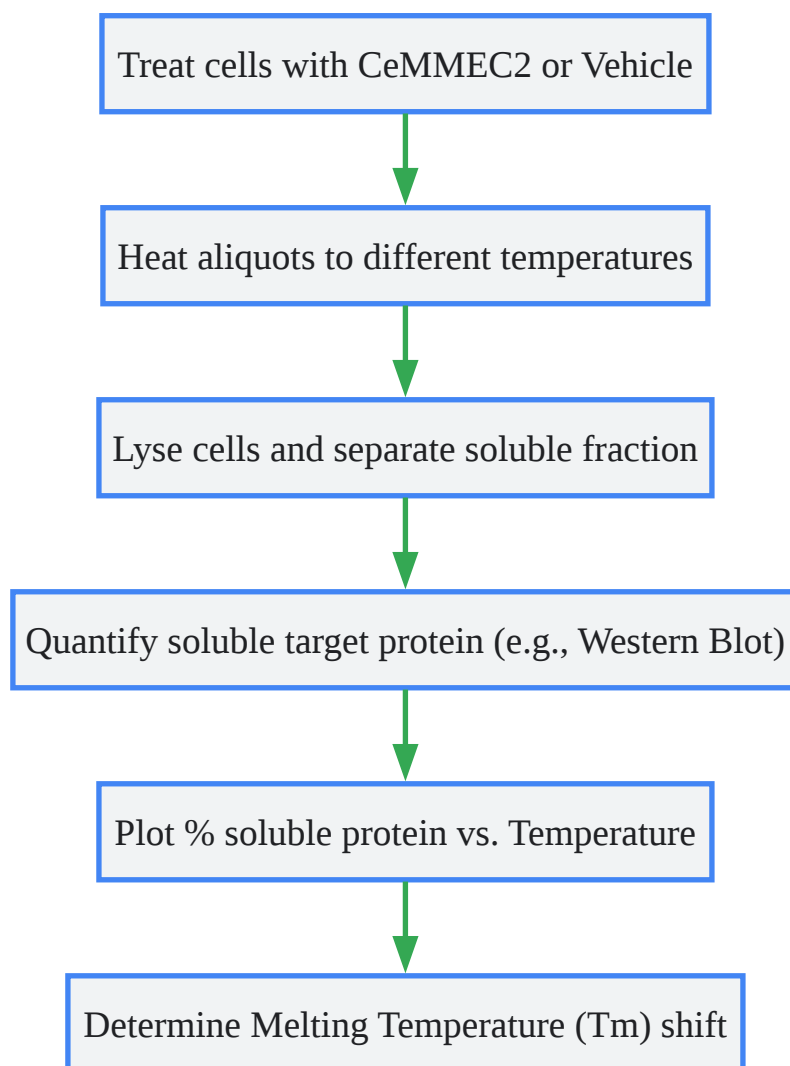 Treat cells with CeMMEC2 or Vehicle
Heat aliquots to different temperatures
Lyse cells and separate soluble fraction
Quantify soluble target protein (e.g., Western Blot)
Plot % soluble protein vs. Temperature
Determine Melting Temperature (Tm) shift